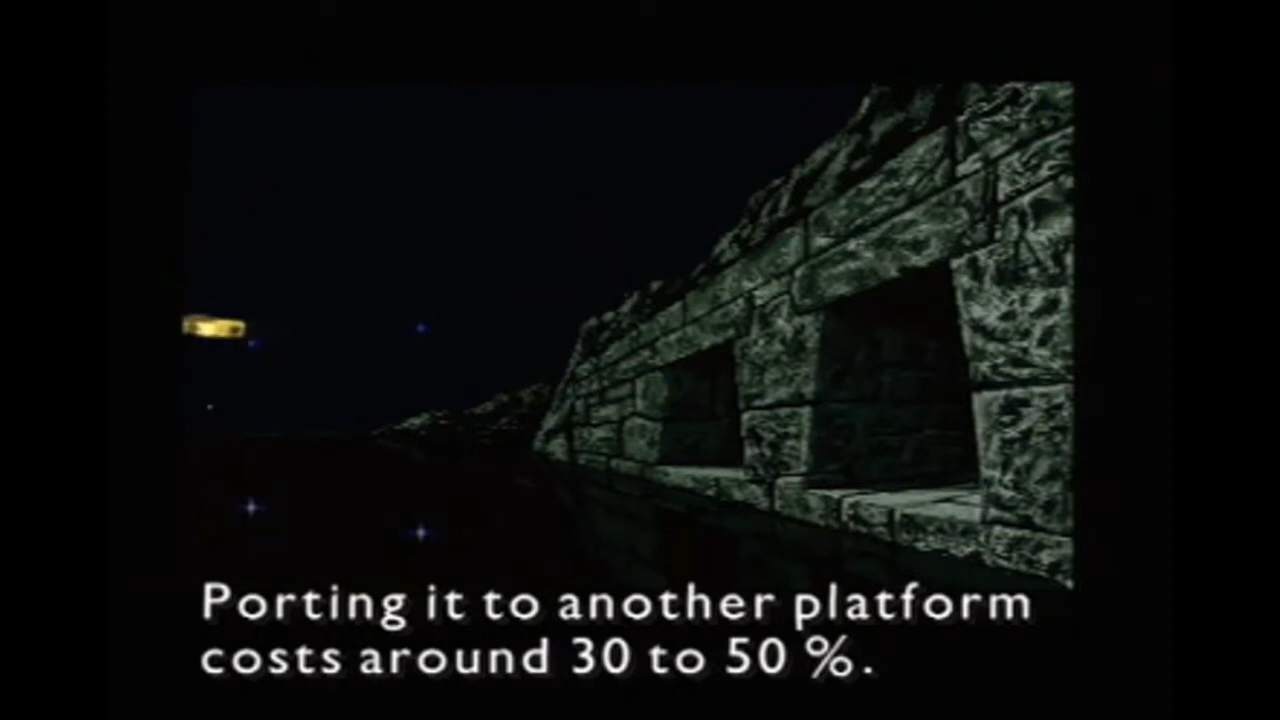 Porting it to another platform
costs around 30 to 50 %.